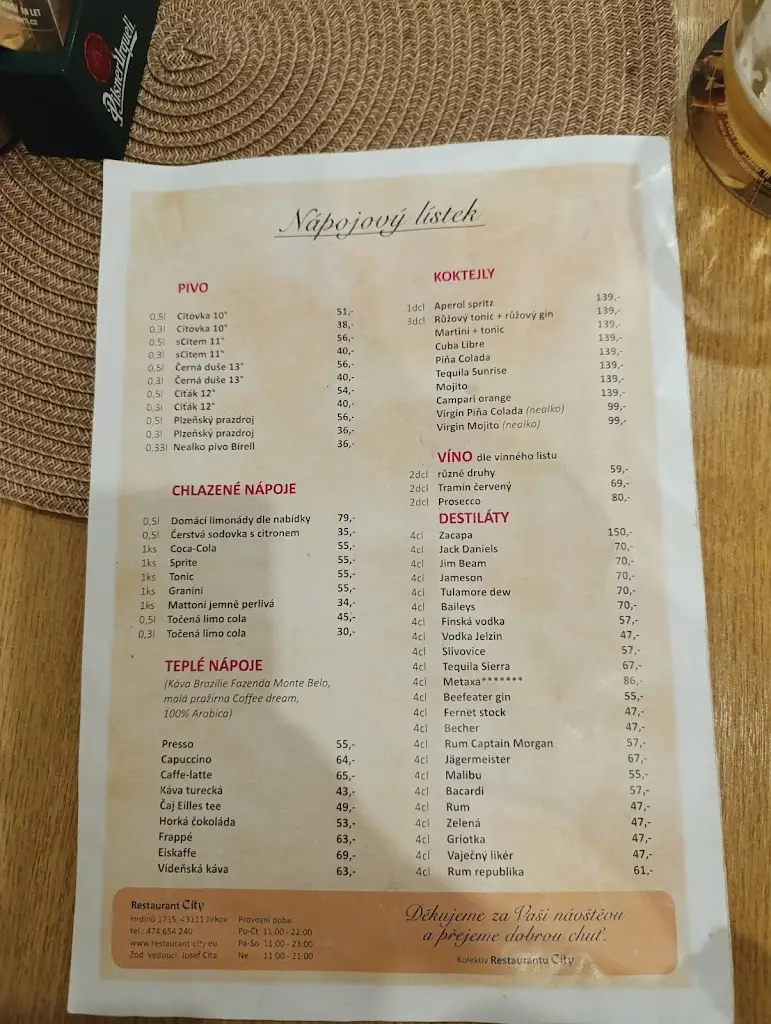 Pilsner Urquell
Nápojový lístek
PIVO
0,5l Citovka 10° 51,-
0,3l Citovka 10° 38,-
0,5l sCitem 11° 56,-
0,3l sCitem 11° 40,-
0,5l Černá duše 13° 56,-
0,3l Černá duše 13° 40,-
0,5l Citák 12° 54,-
0,3l Citák 12° 40,-
0,5l Plzeňský prazdroj 56,-
0,3l Plzeňský prazdroj 36,-
0,33l Nealko pivo Birell 36,-
CHLAZENÉ NÁPOJE
0,5l Domácí limonády dle nabídky 79,-
0,5l Čerstvá sodovka s citronem 35,-
1ks Coca-Cola 55,-
1ks Sprite 55,-
1ks Tonic 55,-
1ks Granini 55,-
1ks Mattoni jemně perlivá 34,-
0,5l Točená limo cola 45,-
0,3l Točená limo cola 30,-
TEPLÉ NÁPOJE
(Káva Brazilie Fazenda Monte Belo,
malá pražírna Coffee dream,
100% Arabica)
Presso 55,-
Capuccino 64,-
Caffe-latte 65,-
Káva turecká 43,-
Čaj Eilles tee 49,-
Horká čokoláda 53,-
Frappé 63,-
Eiskaffe 69,-
Vídeňská káva 63,-
KOKTEJLY
1dcl Aperol spritz 139,-
3dcl Růžový tonic + růžový gin 139,-
Martini + tonic 139,-
Cuba Libre 139,-
Piňa Colada 139,-
Tequila Sunrise 139,-
Mojito 139,-
Campari orange 139,-
Virgin Piňa Colada (nealko) 99,-
Virgin Mojito (nealko) 99,-
VÍNO dle vinného listu
2dcl různé druhy 59,-
2dcl Tramín červený 69,-
2dcl Prosecco 80,-
DESTILÁTY
4cl Zacapa 150,-
4cl Jack Daniels 70,-
4cl Jim Beam 70,-
4cl Jameson 70,-
4cl Tulamore dew 70,-
4cl Baileys 70,-
4cl Finská vodka 57,-
4cl Vodka Jelzin 47,-
4cl Slivovice 57,-
4cl Tequila Sierra 67,-
4cl Metaxa******* 86,-
4cl Beefeater gin 55,-
4cl Fernet stock 47,-
4cl Becher 47,-
4cl Rum Captain Morgan 57,-
4cl Jägermeister 67,-
4cl Malibu 55,-
4cl Bacardi 57,-
4cl Rum 47,-
4cl Zelená 47,-
4cl Griotka 47,-
4cl Vaječný likér 47,-
4cl Rum republika 61,-
Restaurant City
Hrdinů 1735, 43111 Jirkov
tel.: 474 654 240
www.restaurant-city.eu
Zod. vedoucí: Josef Cita
Provozní doba:
Po-Čt 11:00 - 22:00
Pá-So 11:00 - 23:00
Ne 11:00 - 21:00
Děkujeme za Vaši návštěvu
a přejeme dobrou chuť.
Kolektiv Restaurantu City